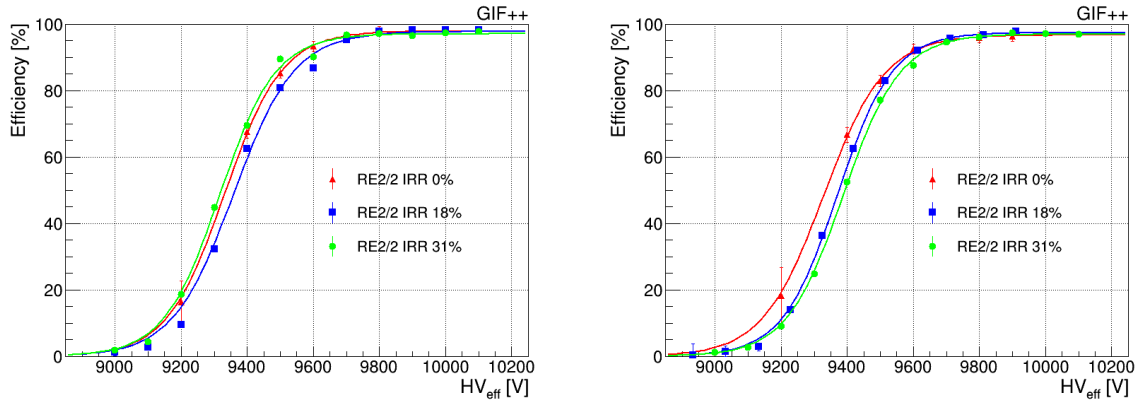 GIF++
Efficiency [%]
100
80
60
40
20
0
RE2/2 IRR 0%
RE2/2 IRR 18%
RE2/2 IRR 31%
9000 9200 9400 9600 9800 10000 10200
HVeff [V]
GIF++
Efficiency [%]
100
80
60
40
20
0
RE2/2 IRR 0%
RE2/2 IRR 18%
RE2/2 IRR 31%
9000 9200 9400 9600 9800 10000 10200
HVeff [V]